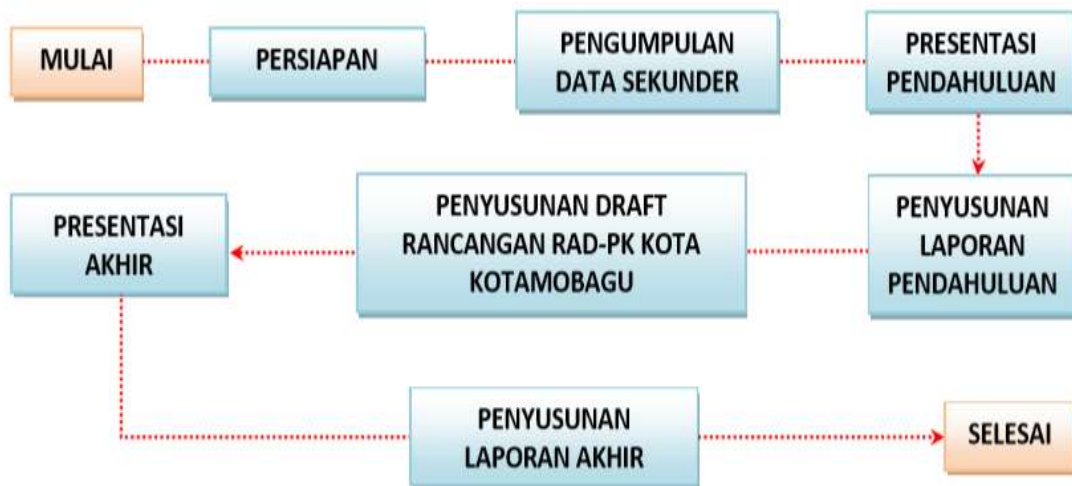 MULAI
PERSIAPAN
PENGUMPULAN
DATA SEKUNDER
PRESENTASI
PENDAHULUAN
PENYUSUNAN
LAPORAN
PENDAHULUAN
PENYUSUNAN DRAFT
RANCANGAN RAD-PK KOTA
KOTAMOBAGU
PRESENTASI
AKHIR
PENYUSUNAN
LAPORAN AKHIR
SELESAI